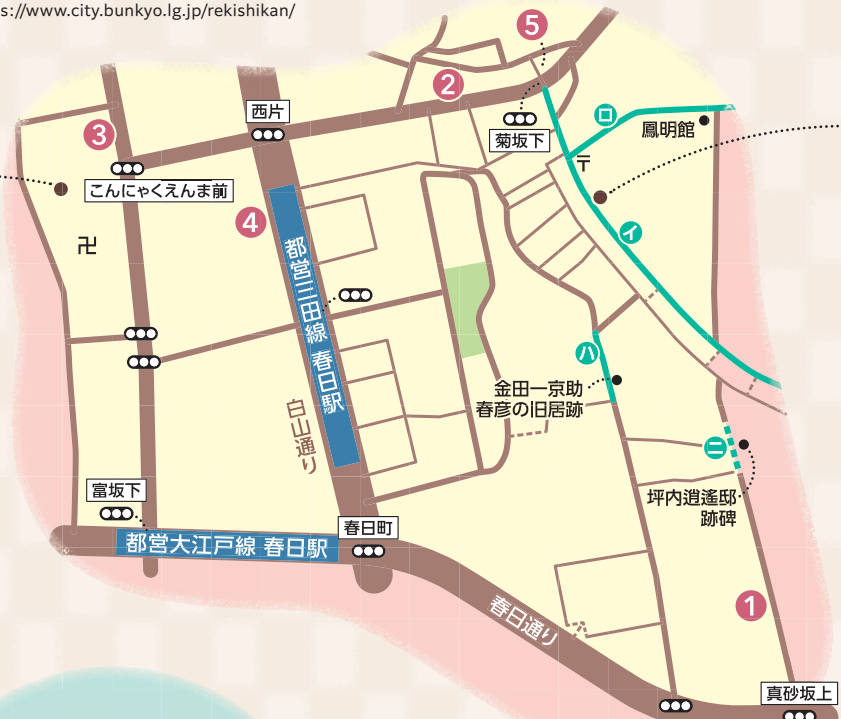 s://www.city.bunkyo.lg.jp/rekishikan/
5
2
西片
菊坂下
ロ
鳳明館
3
こんにゃくえんま前
〒
卍
4
イ
都営三田線 春日駅
ハ
金田一京助
春彦の旧居跡
白山通り
ニ
坪内逍遙邸
跡碑
富坂下
春日町
都営大江戸線 春日駅
春日通り
1
真砂坂上